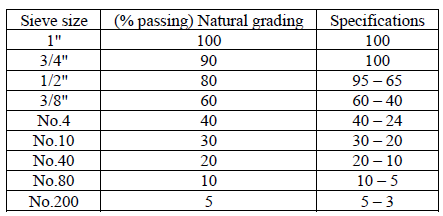 Sieve size (% passing) Natural grading Specifications
1" 100 100
3/4" 90 100
1/2" 80 95 – 65
3/8" 60 60 – 40
No.4 40 40 – 24
No.10 30 30 – 20
No.40 20 20 – 10
No.80 10 10 – 5
No.200 5 5 – 3